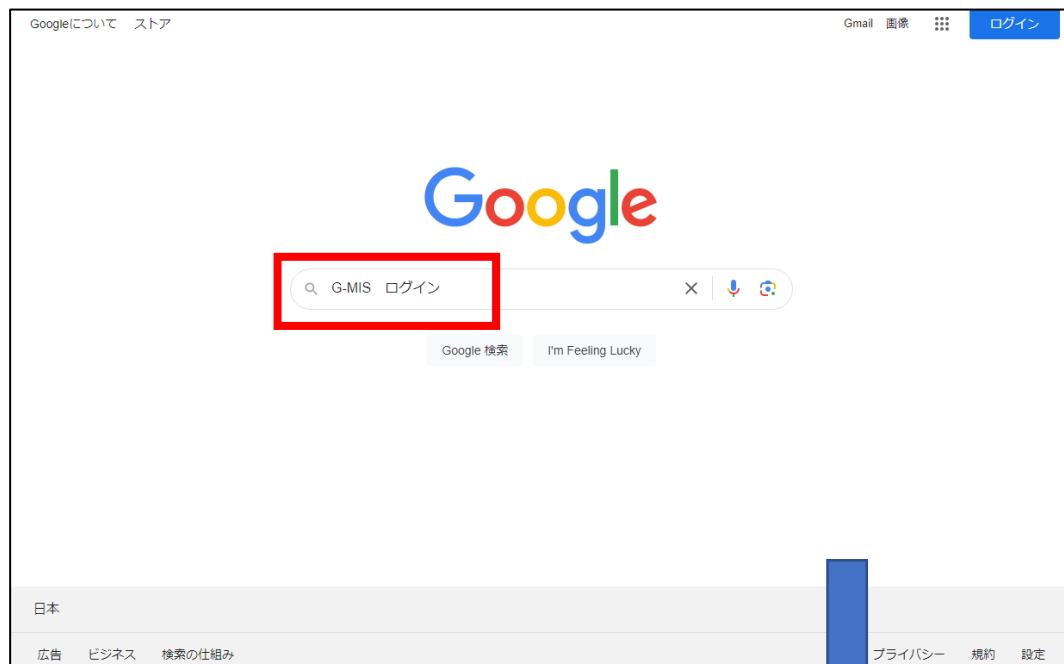 Googleについて ストア Gmail 画像 ログイン
Google
G-MIS ログイン
Google 検索 I'm Feeling Lucky
日本
広告 ビジネス 検索の仕組み プライバシー 規約 設定